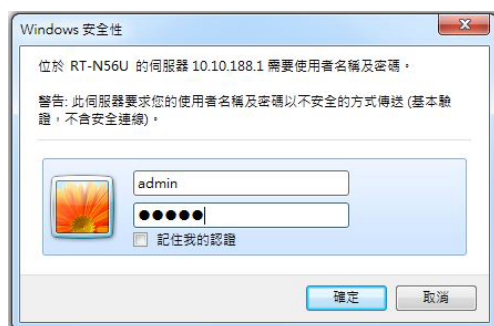 Windows 安全性
位於 RT-N56U 的伺服器 10.10.188.1 需要使用者名稱及密碼。
警告: 此伺服器要求您的使用者名稱及密碼以不安全的方式傳送 (基本驗
證，不含安全連線)。
admin
●●●●●
記住我的認證
確定
取消